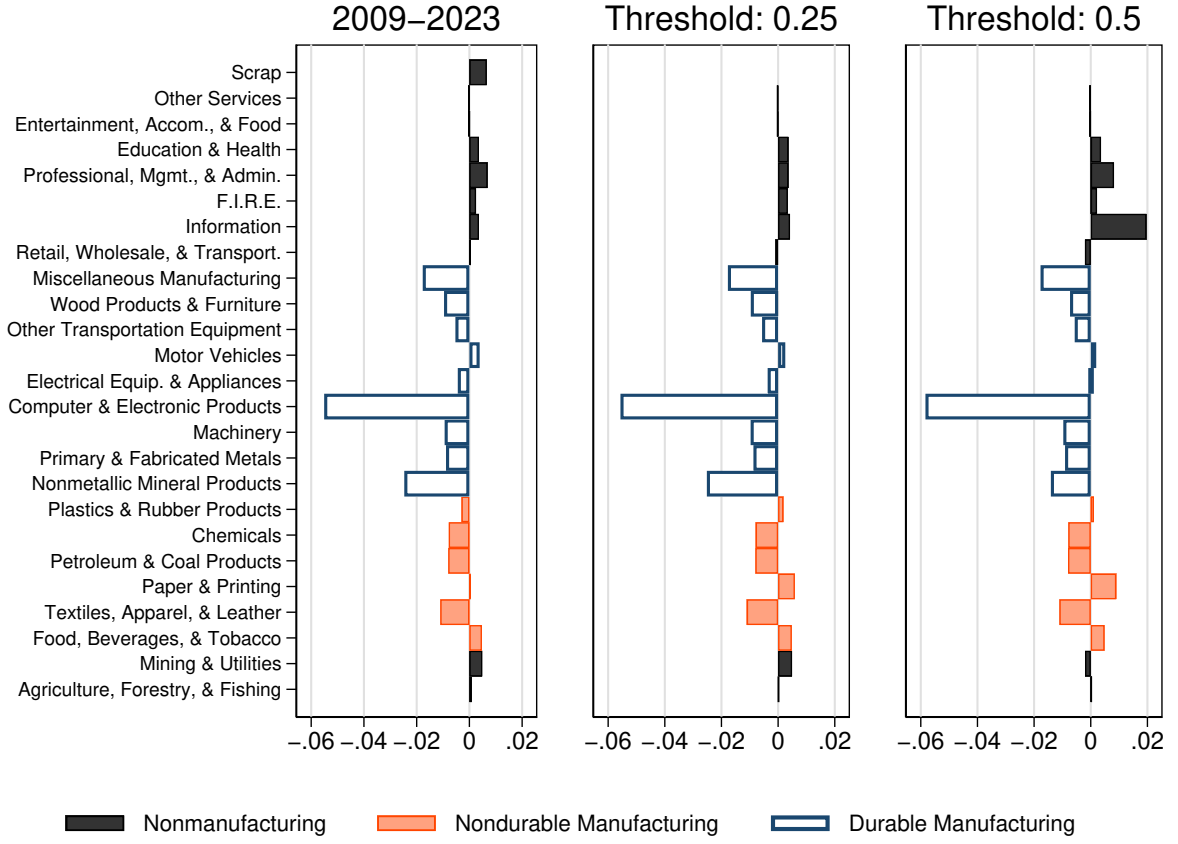 2009−2023 Threshold: 0.25 Threshold: 0.5
Scrap
Other Services
Entertainment, Accom., & Food
Education & Health
Professional, Mgmt., & Admin.
F.I.R.E.
Information
Retail, Wholesale, & Transport.
Miscellaneous Manufacturing
Wood Products & Furniture
Other Transportation Equipment
Motor Vehicles
Electrical Equip. & Appliances
Computer & Electronic Products
Machinery
Primary & Fabricated Metals
Nonmetallic Mineral Products
Plastics & Rubber Products
Chemicals
Petroleum & Coal Products
Paper & Printing
Textiles, Apparel, & Leather
Food, Beverages, & Tobacco
Mining & Utilities
Agriculture, Forestry, & Fishing
−.06 −.04 −.02 0 .02 −.06 −.04 −.02 0 .02 −.06 −.04 −.02 0 .02
Nonmanufacturing Nondurable Manufacturing Durable Manufacturing